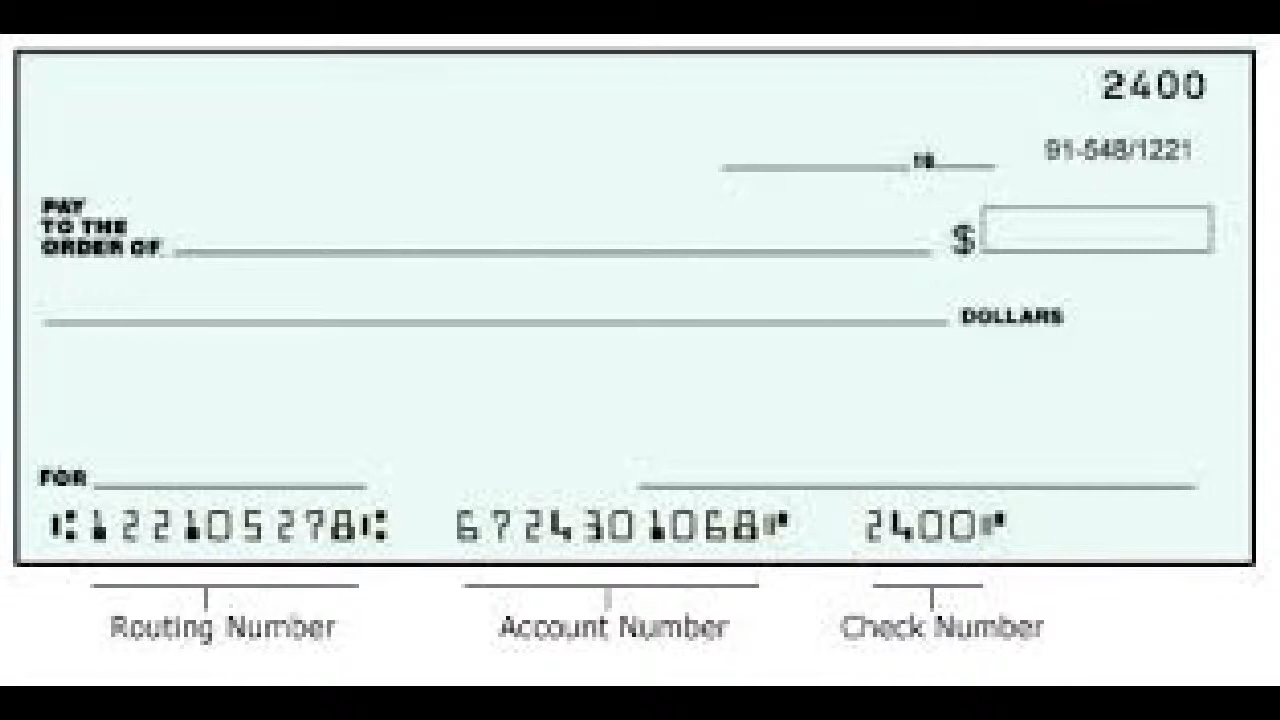 2400
19
91-548/1221
PAY
TO THE
ORDER OF
$
DOLLARS
FOR
⑆122105278⑆ 6724301068⑈ 2400⑈
Routing Number Account Number Check Number